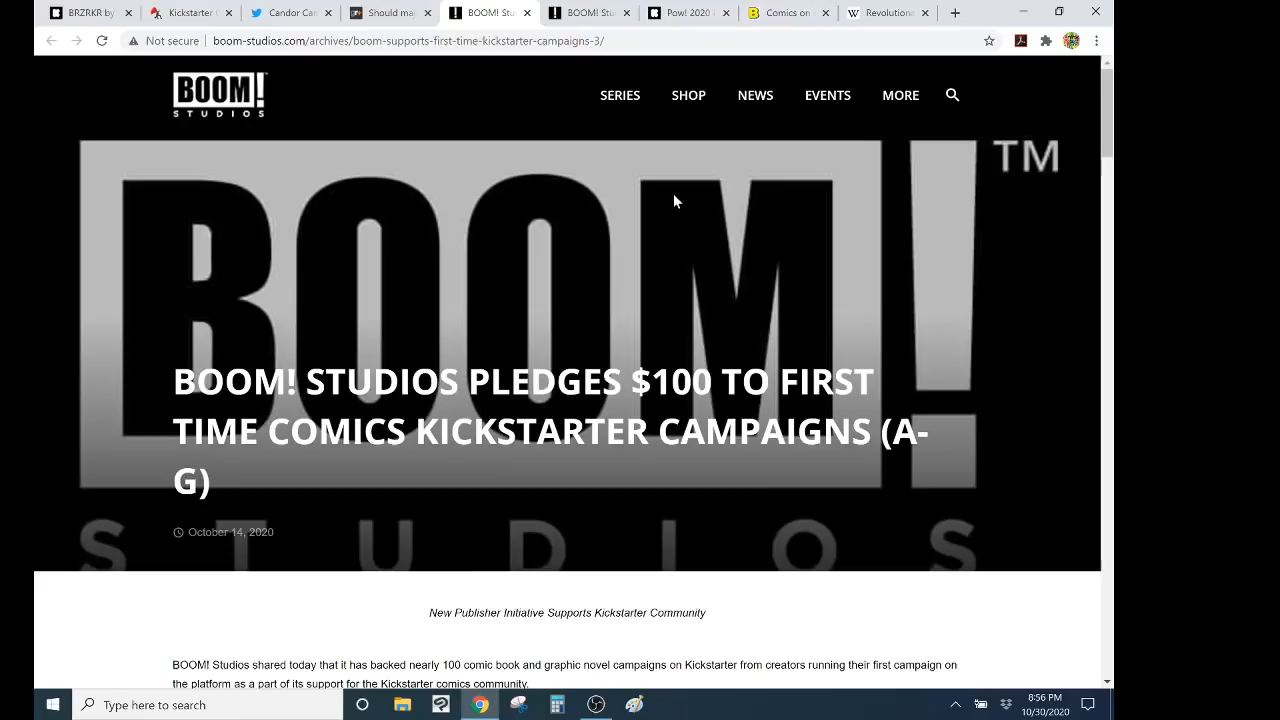 BRZRKR by
Kickstarter
Candor Car
Should ma
BOOM! Stu
BOOM! Stud
Pow! 2020
Comics on
Revolution
Not secure
boom-studios.com/archives/boom-supports-first-time-kickstarter-campaigns-3/
BOOM!
STUDIOS
SERIES
SHOP
NEWS
EVENTS
MORE
BOOM! TM
STUDIOS
BOOM! STUDIOS PLEDGES $100 TO FIRST
TIME COMICS KICKSTARTER CAMPAIGNS (A-
G)
October 14, 2020
New Publisher Initiative Supports Kickstarter Community
BOOM! Studios shared today that it has backed nearly 100 comic book and graphic novel campaigns on Kickstarter from creators running their first campaign on
the platform as a part of its support for the Kickstarter comics community.
Type here to search
8:56 PM
10/30/2020